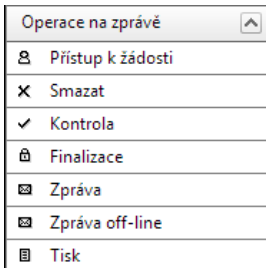 Operace na zprávě
Přístup k žádosti
Smazat
Kontrola
Finalizace
Zpráva
Zpráva off-line
Tisk